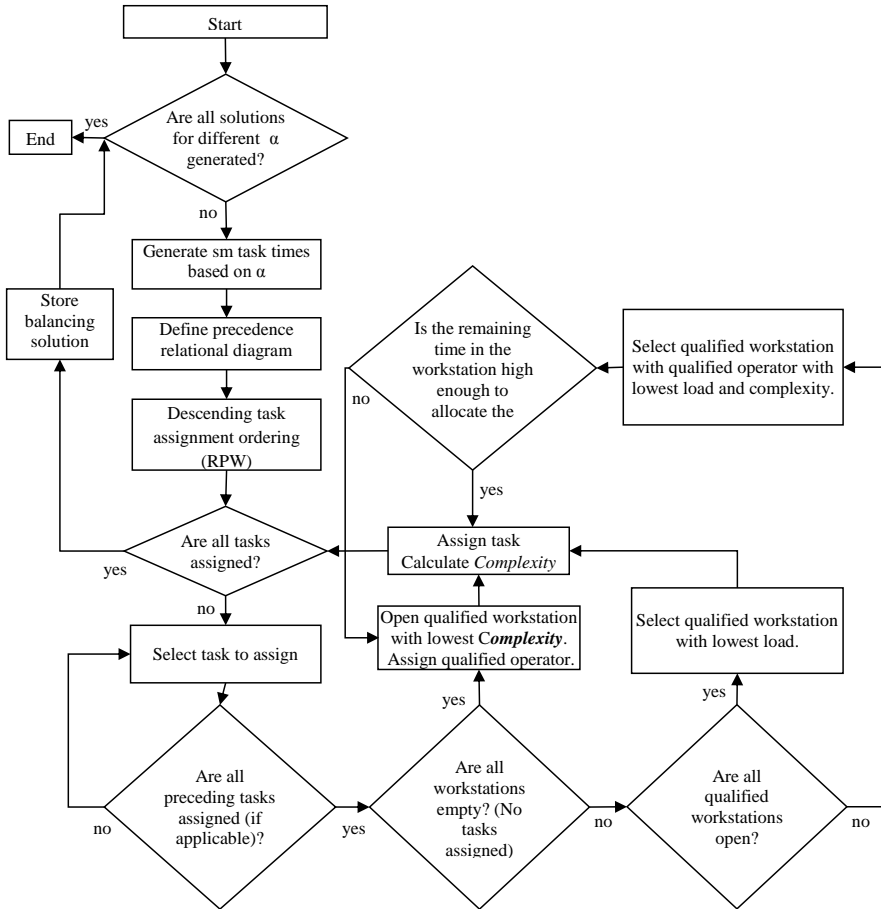 Start
Are all solutions
for different α
generated?
yes
End
no
Generate sm task times
based on α
Store
balancing
solution
Define precedence
relational diagram
Descending task
assignment ordering
(RPW)
Is the remaining
time in the
workstation high
enough to
allocate the
no
yes
Select qualified workstation
with qualified operator with
lowest load and complexity.
Are all tasks
assigned?
yes
no
Assign task
Calculate Complexity
Open qualified workstation
with lowest Complexity.
Assign qualified operator.
Select qualified workstation
with lowest load.
Select task to assign
yes
yes
Are all
preceding tasks
assigned (if
applicable)?
no
yes
Are all
workstations
empty? (No
tasks
assigned)
no
Are all
qualified
workstations
open?
no